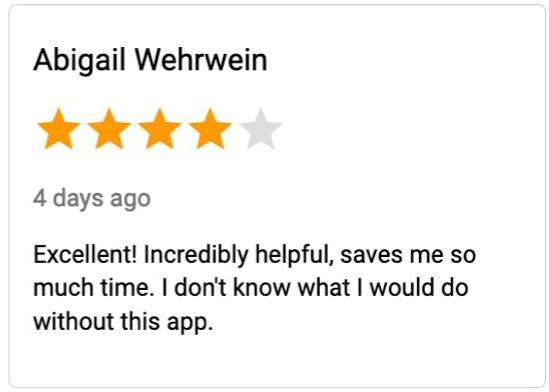 Abigail Wehrwein
4 days ago
Excellent! Incredibly helpful, saves me so
much time. I don't know what I would do
without this app.